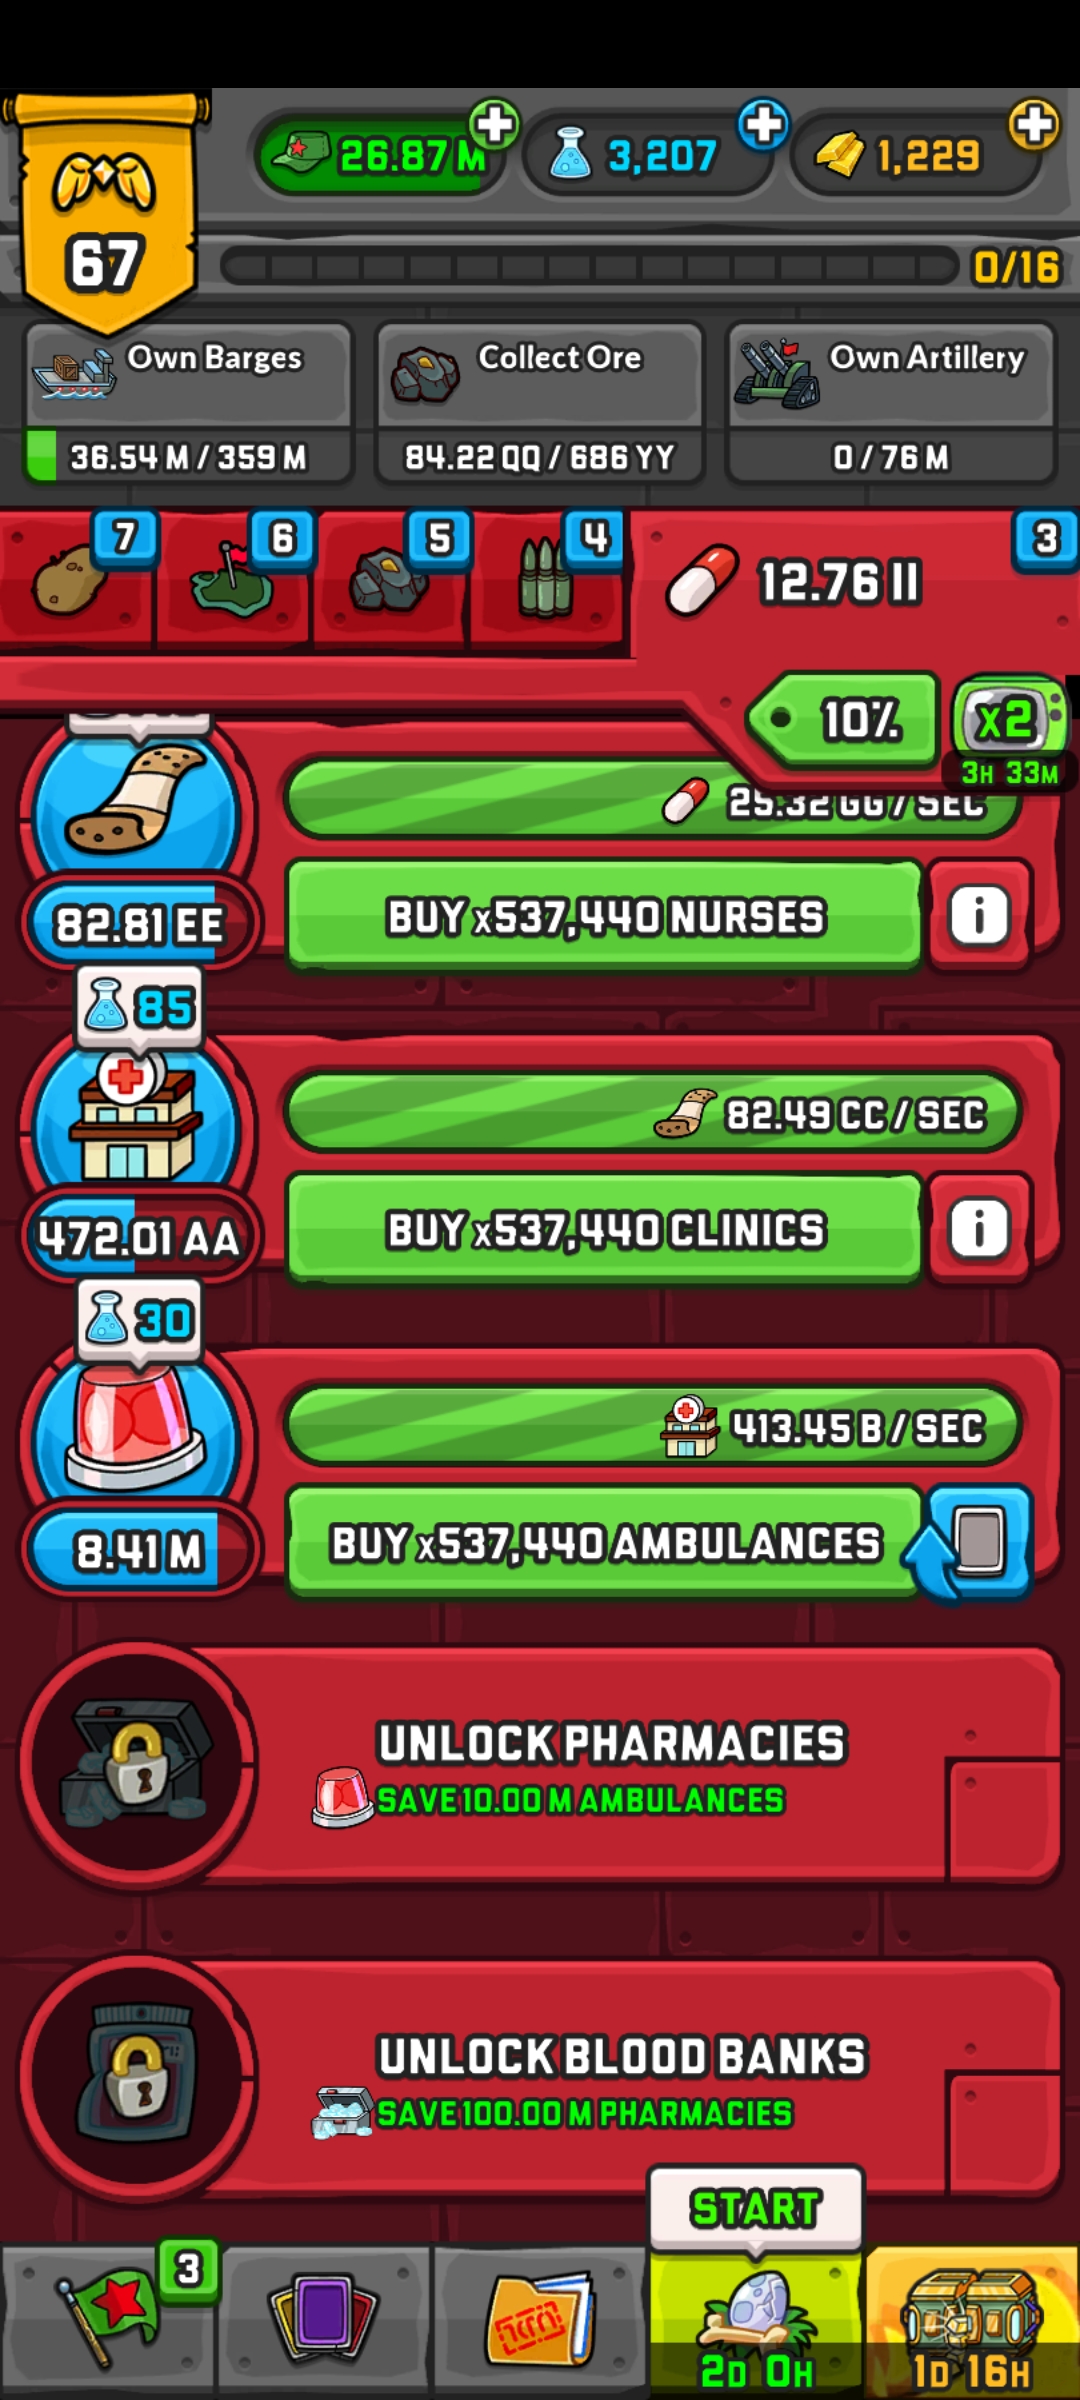 26.87 M
3,207
1,229
67
0/16
Own Barges
Collect Ore
Own Artillery
36.54 M / 359 M
84.22 QQ / 686 YY
0 / 76 M
7
6
5
4
3
12.76 II
10%
x2
3H 33M
25.32 GG / SEC
82.81 EE
BUY x537,440 NURSES
i
85
82.49 CC / SEC
472.01 AA
BUY x537,440 CLINICS
i
30
413.45 B / SEC
8.41 M
BUY x537,440 AMBULANCES
UNLOCK PHARMACIES
SAVE 10.00 M AMBULANCES
UNLOCK BLOOD BANKS
SAVE 100.00 M PHARMACIES
START
3
2D 0H
1D 16H